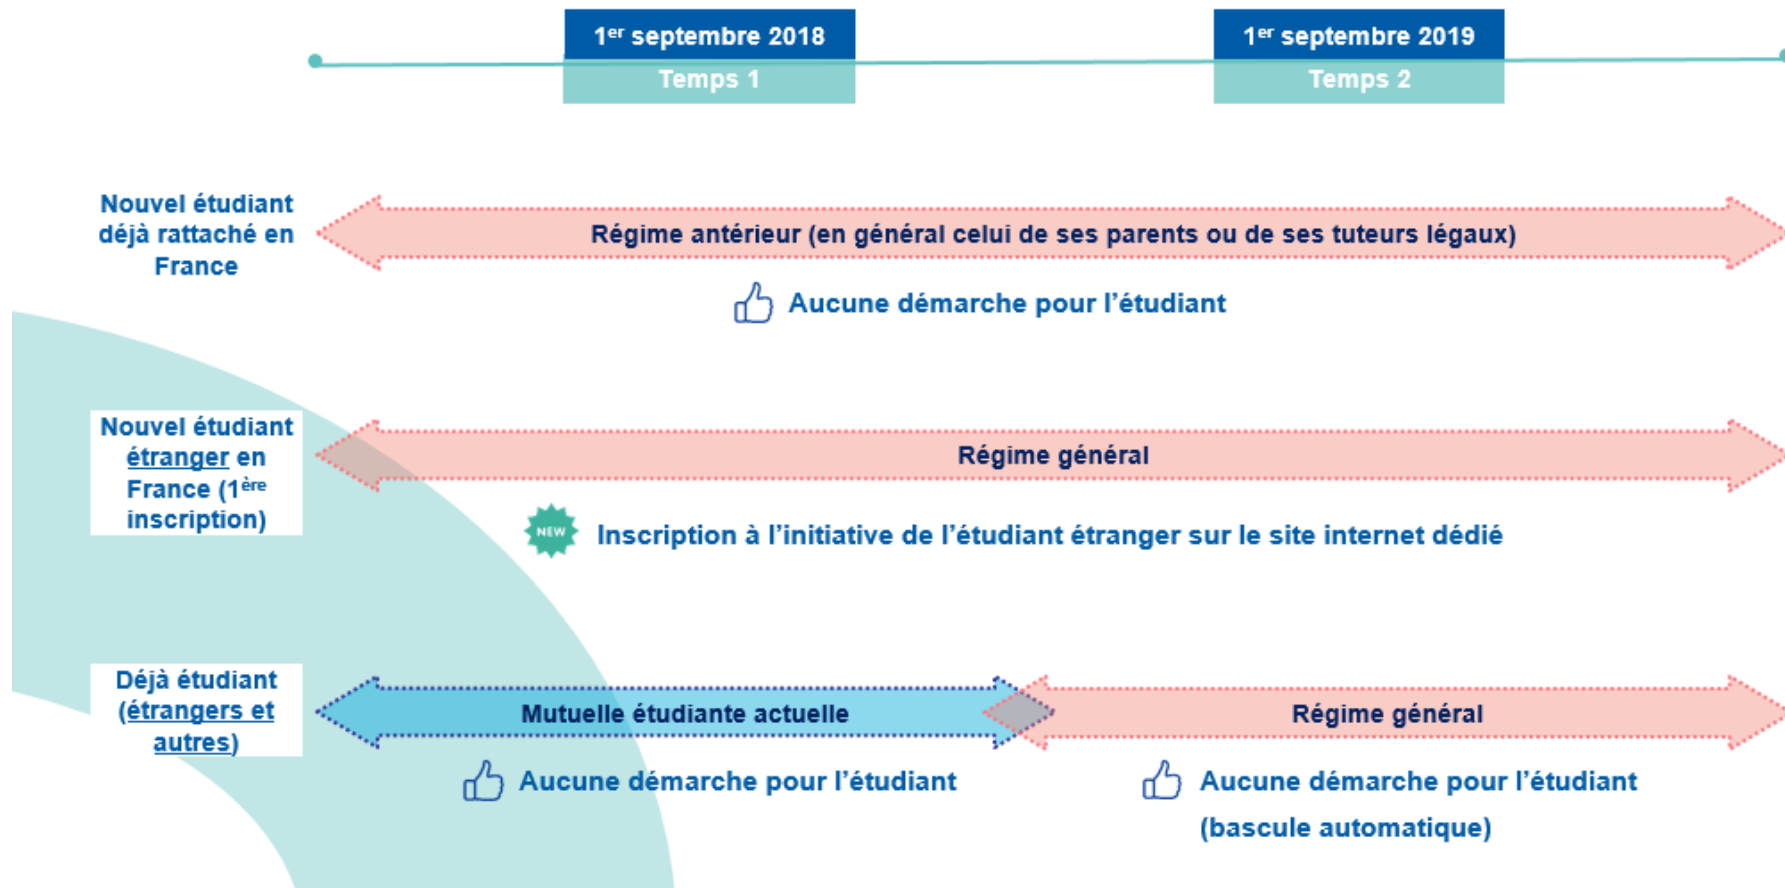 1er septembre 2018
Temps 1
1er septembre 2019
Temps 2
Nouvel étudiant
déjà rattaché en
France
Régime antérieur (en général celui de ses parents ou de ses tuteurs légaux)
Aucune démarche pour l'étudiant
Nouvel étudiant
étranger en
France (1ère
inscription)
Régime général
NEW
Inscription à l'initiative de l'étudiant étranger sur le site internet dédié
Déjà étudiant
(étrangers et
autres)
Mutuelle étudiante actuelle
Régime général
Aucune démarche pour l'étudiant
Aucune démarche pour l'étudiant
(bascule automatique)